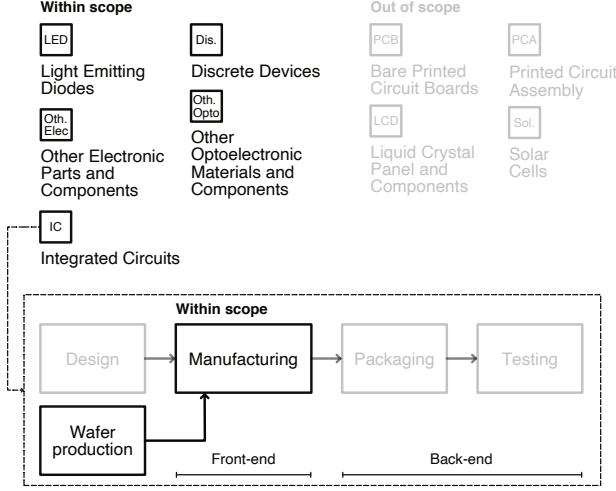 Within scope
Out of scope
LED
Dis.
PCB
PCA
Light Emitting
Diodes
Discrete Devices
Bare Printed
Circuit Boards
Printed Circuit
Assembly
Oth.
Elec
Oth.
Opto
LCD
Sol.
Other Electronic
Parts and
Components
Other
Optoelectronic
Materials and
Components
Liquid Crystal
Panel and
Components
Solar
Cells
IC
Integrated Circuits
Within scope
Design
Manufacturing
Packaging
Testing
Wafer
production
Front-end
Back-end